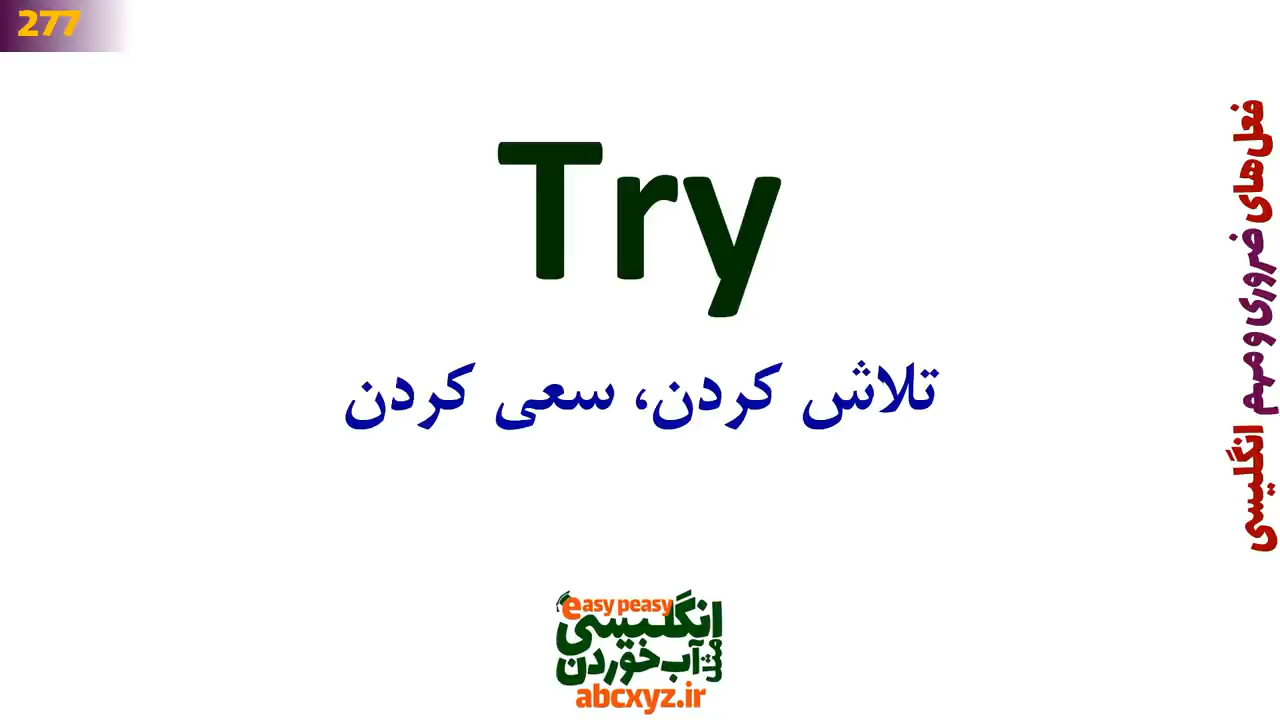 277
Try
تلاش کردن، سعی کردن
فعل‌های ضروری و مهم انگلیسی
easy peasy
انگلیسی
مثل آب خوردن
abcxyz.ir